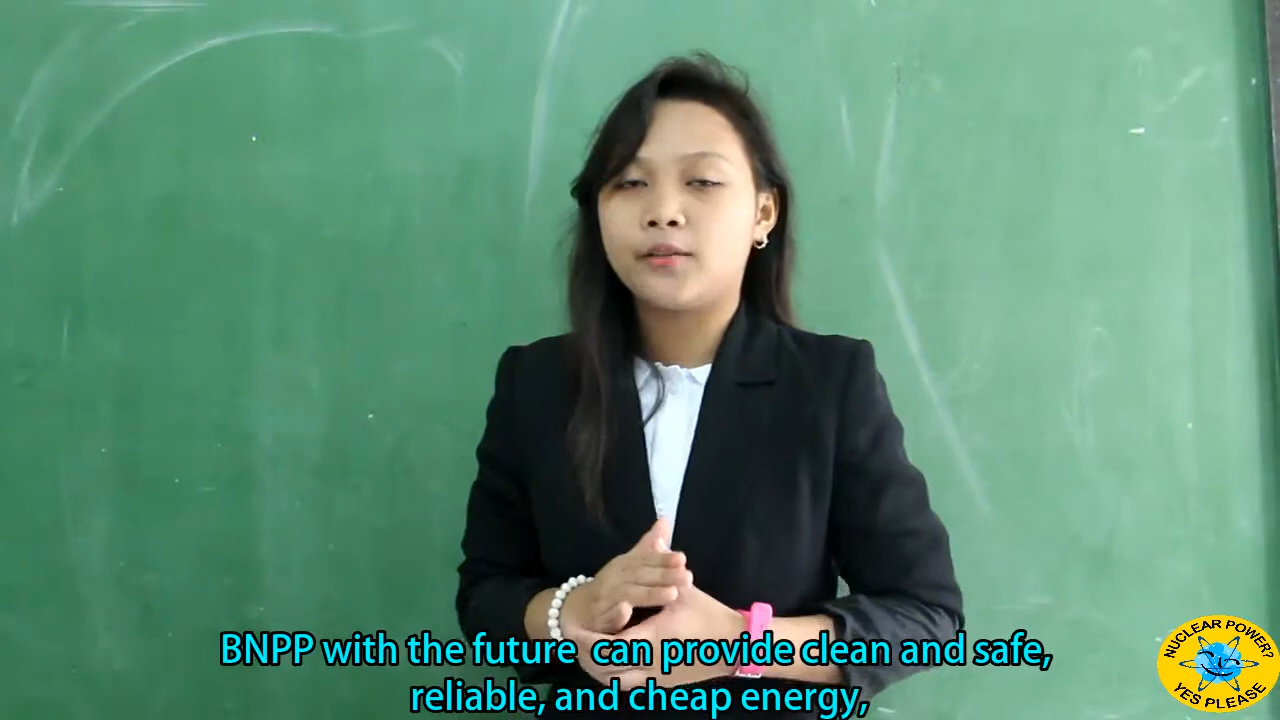 BNPP with the future can provide clean and safe,
reliable, and cheap energy,
NUCLEAR POWER?
YES PLEASE